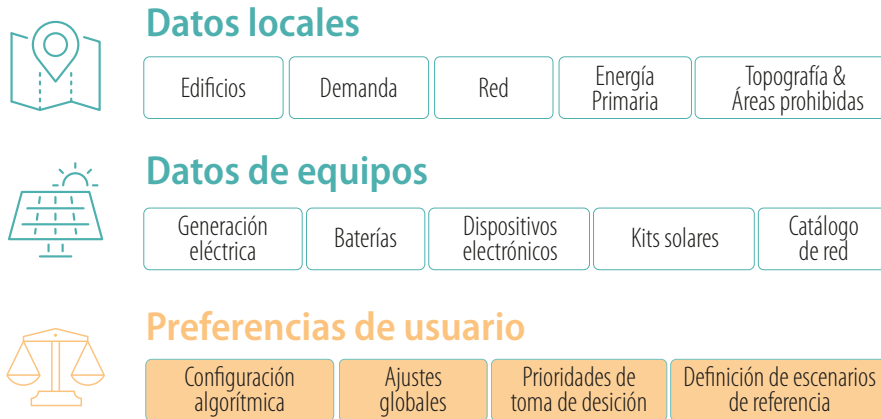 Datos locales
Edificios
Demanda
Red
Energía
Primaria
Topografía &
Áreas prohibidas
Datos de equipos
Generación
eléctrica
Baterías
Dispositivos
electrónicos
Kits solares
Catálogo
de red
Preferencias de usuario
Configuración
algorítmica
Ajustes
globales
Prioridades de
toma de desición
Definición de escenarios
de referencia